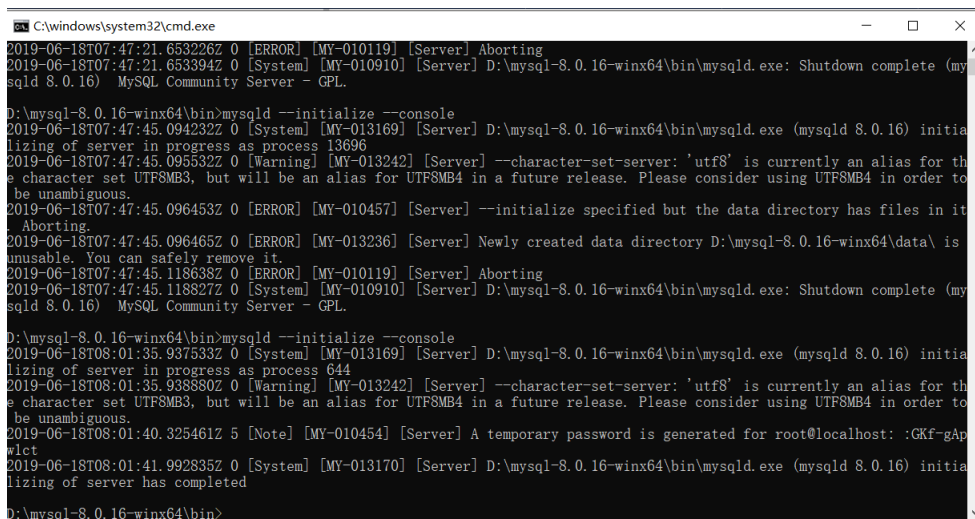 C:\windows\system32\cmd.exe
2019-06-18T07:47:21.653226Z 0 [ERROR] [MY-010119] [Server] Aborting
2019-06-18T07:47:21.653394Z 0 [System] [MY-010910] [Server] D:\mysql-8.0.16-winx64\bin\mysqld.exe: Shutdown complete (my
sqld 8.0.16)  MySQL Community Server - GPL.
D:\mysql-8.0.16-winx64\bin>mysqld --initialize --console
2019-06-18T07:47:45.094232Z 0 [System] [MY-013169] [Server] D:\mysql-8.0.16-winx64\bin\mysqld.exe (mysqld 8.0.16) initia
lizing of server in progress as process 13696
2019-06-18T07:47:45.095532Z 0 [Warning] [MY-013242] [Server] --character-set-server: 'utf8' is currently an alias for th
e character set UTF8MB3, but will be an alias for UTF8MB4 in a future release. Please consider using UTF8MB4 in order to
be unambiguous.
2019-06-18T07:47:45.096453Z 0 [ERROR] [MY-010457] [Server] --initialize specified but the data directory has files in it
. Aborting.
2019-06-18T07:47:45.096465Z 0 [ERROR] [MY-013236] [Server] Newly created data directory D:\mysql-8.0.16-winx64\data\ is
unusable. You can safely remove it.
2019-06-18T07:47:45.118638Z 0 [ERROR] [MY-010119] [Server] Aborting
2019-06-18T07:47:45.118827Z 0 [System] [MY-010910] [Server] D:\mysql-8.0.16-winx64\bin\mysqld.exe: Shutdown complete (my
sqld 8.0.16)  MySQL Community Server - GPL.
D:\mysql-8.0.16-winx64\bin>mysqld --initialize --console
2019-06-18T08:01:35.937533Z 0 [System] [MY-013169] [Server] D:\mysql-8.0.16-winx64\bin\mysqld.exe (mysqld 8.0.16) initia
lizing of server in progress as process 644
2019-06-18T08:01:35.938880Z 0 [Warning] [MY-013242] [Server] --character-set-server: 'utf8' is currently an alias for th
e character set UTF8MB3, but will be an alias for UTF8MB4 in a future release. Please consider using UTF8MB4 in order to
be unambiguous.
2019-06-18T08:01:40.325461Z 5 [Note] [MY-010454] [Server] A temporary password is generated for root@localhost: :GKf-gAp
wlct
2019-06-18T08:01:41.992835Z 0 [System] [MY-013170] [Server] D:\mysql-8.0.16-winx64\bin\mysqld.exe (mysqld 8.0.16) initia
lizing of server has completed
D:\mysql-8.0.16-winx64\bin>